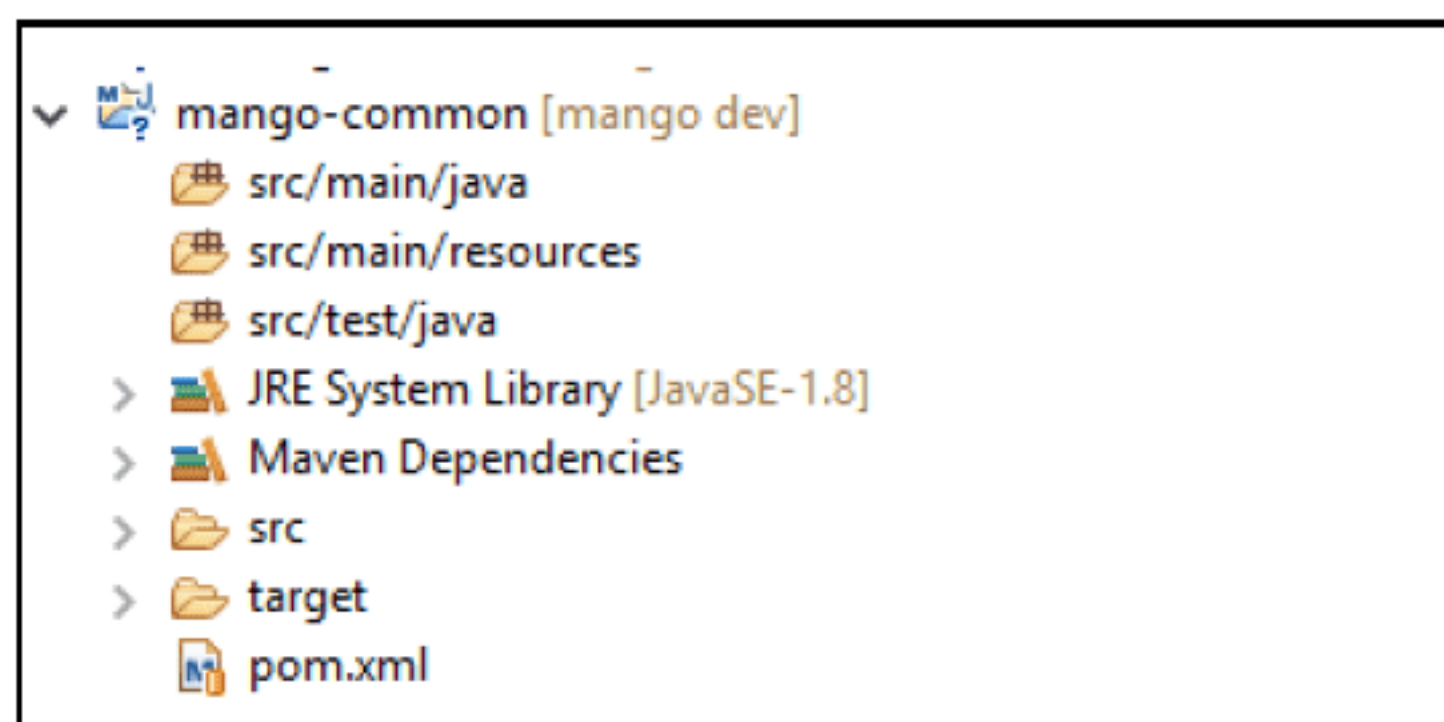 mango-common [mango dev]
src/main/java
src/main/resources
src/test/java
JRE System Library [JavaSE-1.8]
Maven Dependencies
src
target
pom.xml